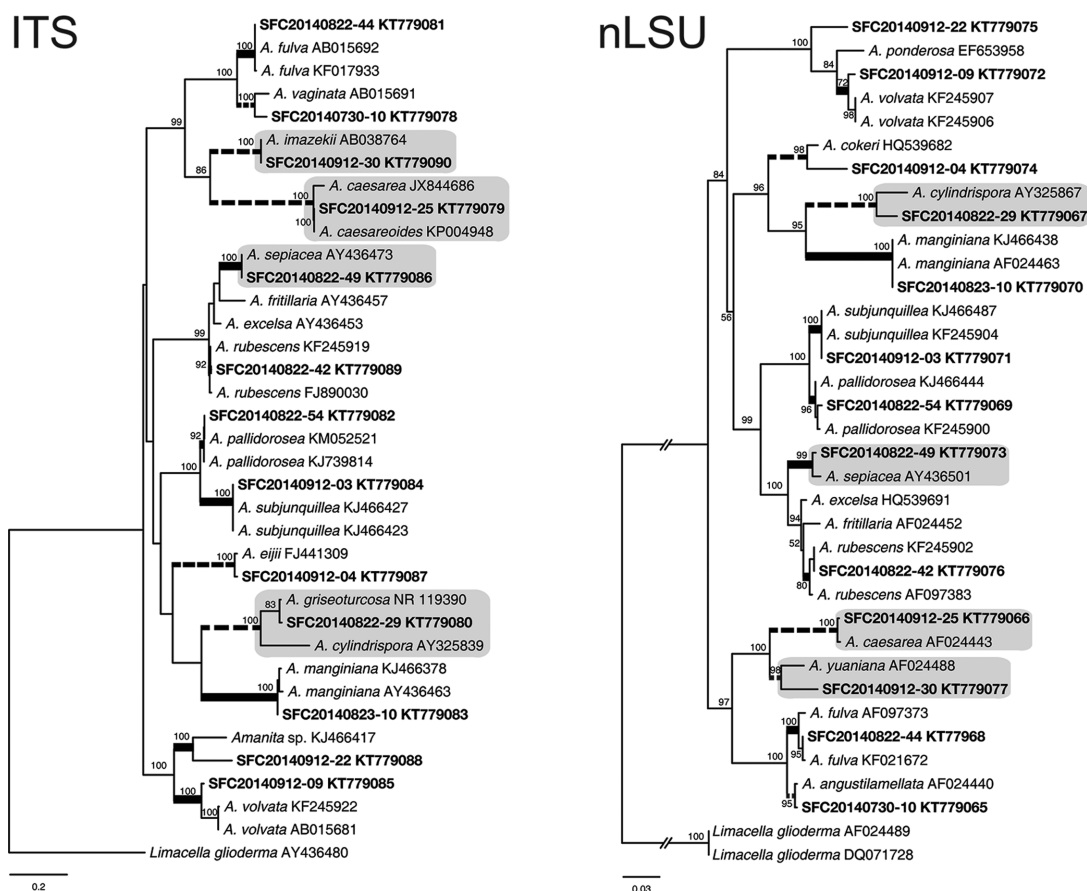 ITS
SFC20140822-44 KT779081
100
A. fulva AB015692
100
A. fulva KF017933
A. vaginata AB015691
100
SFC20140730-10 KT779078
99
A. imazekii AB038764
100
SFC20140912-30 KT779090
86
A. caesarea JX844686
100
SFC20140912-25 KT779079
100
A. caesareoides KP004948
A. sepiacea AY436473
100
SFC20140822-49 KT779086
A. fritillaria AY436457
A. excelsa AY436453
99
A. rubescens KF245919
92
SFC20140822-42 KT779089
A. rubescens FJ890030
SFC20140822-54 KT779082
92
A. pallidorosea KM052521
A. pallidorosea KJ739814
100
SFC20140912-03 KT779084
100
A. subjunquillea KJ466427
A. subjunquillea KJ466423
A. eijii FJ441309
100
SFC20140912-04 KT779087
A. griseoturcosa NR 119390
83
SFC20140822-29 KT779080
100
A. cylindrispora AY325839
A. manginiana KJ466378
100
A. manginiana AY436463
SFC20140823-10 KT779083
Amanita sp. KJ466417
100
SFC20140912-22 KT779088
100
SFC20140912-09 KT779085
100
A. volvata KF245922
100
A. volvata AB015681
Limacella glioderma AY436480
0.2
nLSU
SFC20140912-22 KT779075
100
A. ponderosa EF653958
84
SFC20140912-09 KT779072
72
A. volvata KF245907
98
A. volvata KF245906
A. cokeri HQ539682
98
SFC20140912-04 KT779074
84
96
A. cylindrispora AY325867
100
SFC20140822-29 KT779067
95
A. manginiana KJ466438
100
A. manginiana AF024463
SFC20140823-10 KT779070
56
A. subjunquillea KJ466487
100
A. subjunquillea KF245904
SFC20140912-03 KT779071
100
A. pallidorosea KJ466444
SFC20140822-54 KT779069
96
A. pallidorosea KF245900
99
SFC20140822-49 KT779073
99
A. sepiacea AY436501
100
A. excelsa HQ539691
94
A. fritillaria AF024452
52
A. rubescens KF245902
SFC20140822-42 KT779076
80
A. rubescens AF097383
SFC20140912-25 KT779066
100
A. caesarea AF024443
100
A. yuaniana AF024488
98
SFC20140912-30 KT779077
97
A. fulva AF097373
100
SFC20140822-44 KT77968
95
A. fulva KF021672
100
A. angustilamellata AF024440
95
SFC20140730-10 KT779065
Limacella glioderma AF024489
100
Limacella glioderma DQ071728
0.03